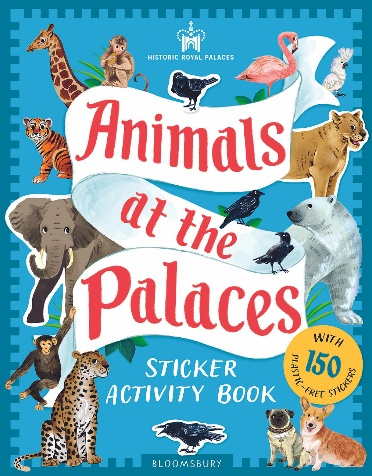 HISTORIC ROYAL PALACES
Animals
at the
Palaces
STICKER
ACTIVITY BOOK
WITH
150
PLASTIC-FREE STICKERS
BLOOMSBURY